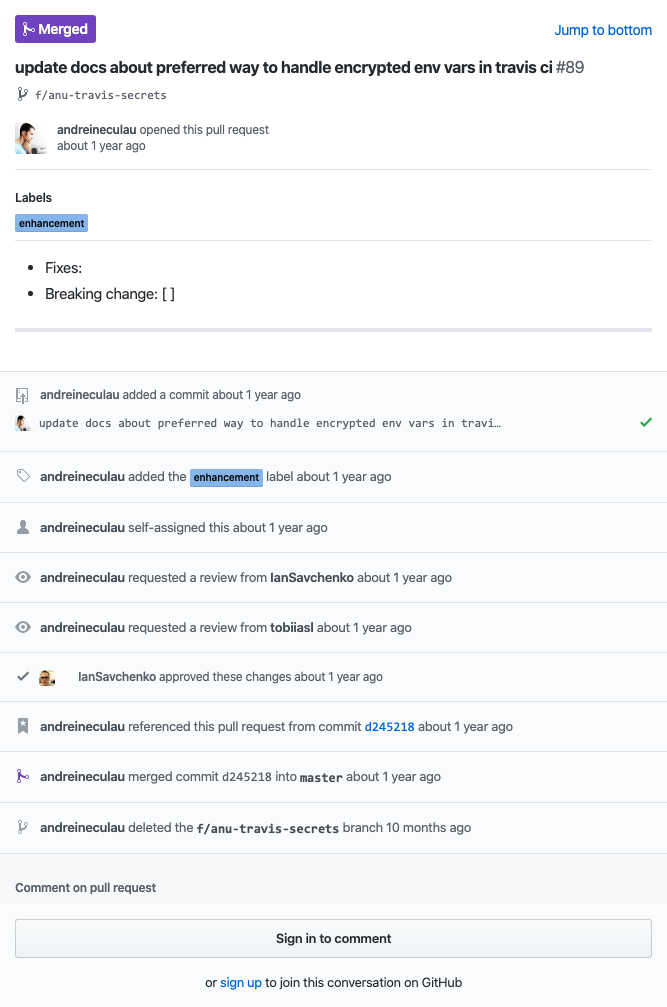 Merged
Jump to bottom
update docs about preferred way to handle encrypted env vars in travis ci #89
f/anu-travis-secrets
andreineculau opened this pull request
about 1 year ago
Labels
enhancement
• Fixes:
• Breaking change: [ ]
andreineculau added a commit about 1 year ago
update docs about preferred way to handle encrypted env vars in travi…
andreineculau added the enhancement label about 1 year ago
andreineculau self-assigned this about 1 year ago
andreineculau requested a review from IanSavchenko about 1 year ago
andreineculau requested a review from tobiiasl about 1 year ago
IanSavchenko approved these changes about 1 year ago
andreineculau referenced this pull request from commit d245218 about 1 year ago
andreineculau merged commit d245218 into master about 1 year ago
andreineculau deleted the f/anu-travis-secrets branch 10 months ago
Comment on pull request
Sign in to comment
or sign up to join this conversation on GitHub